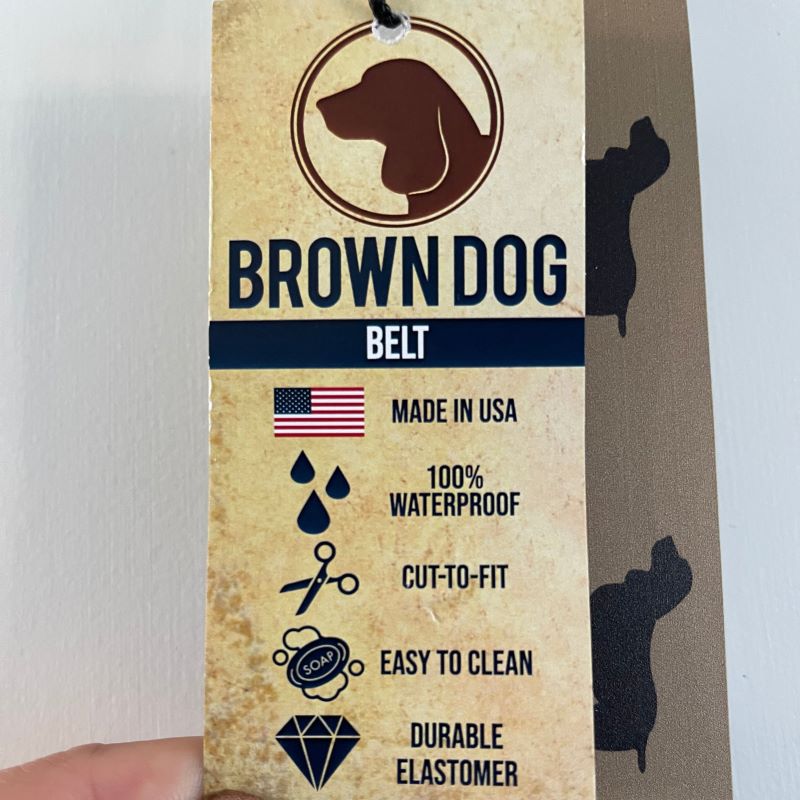 BROWN DOG
BELT
MADE IN USA
100%
WATERPROOF
CUT-TO-FIT
SOAP
EASY TO CLEAN
DURABLE
ELASTOMER